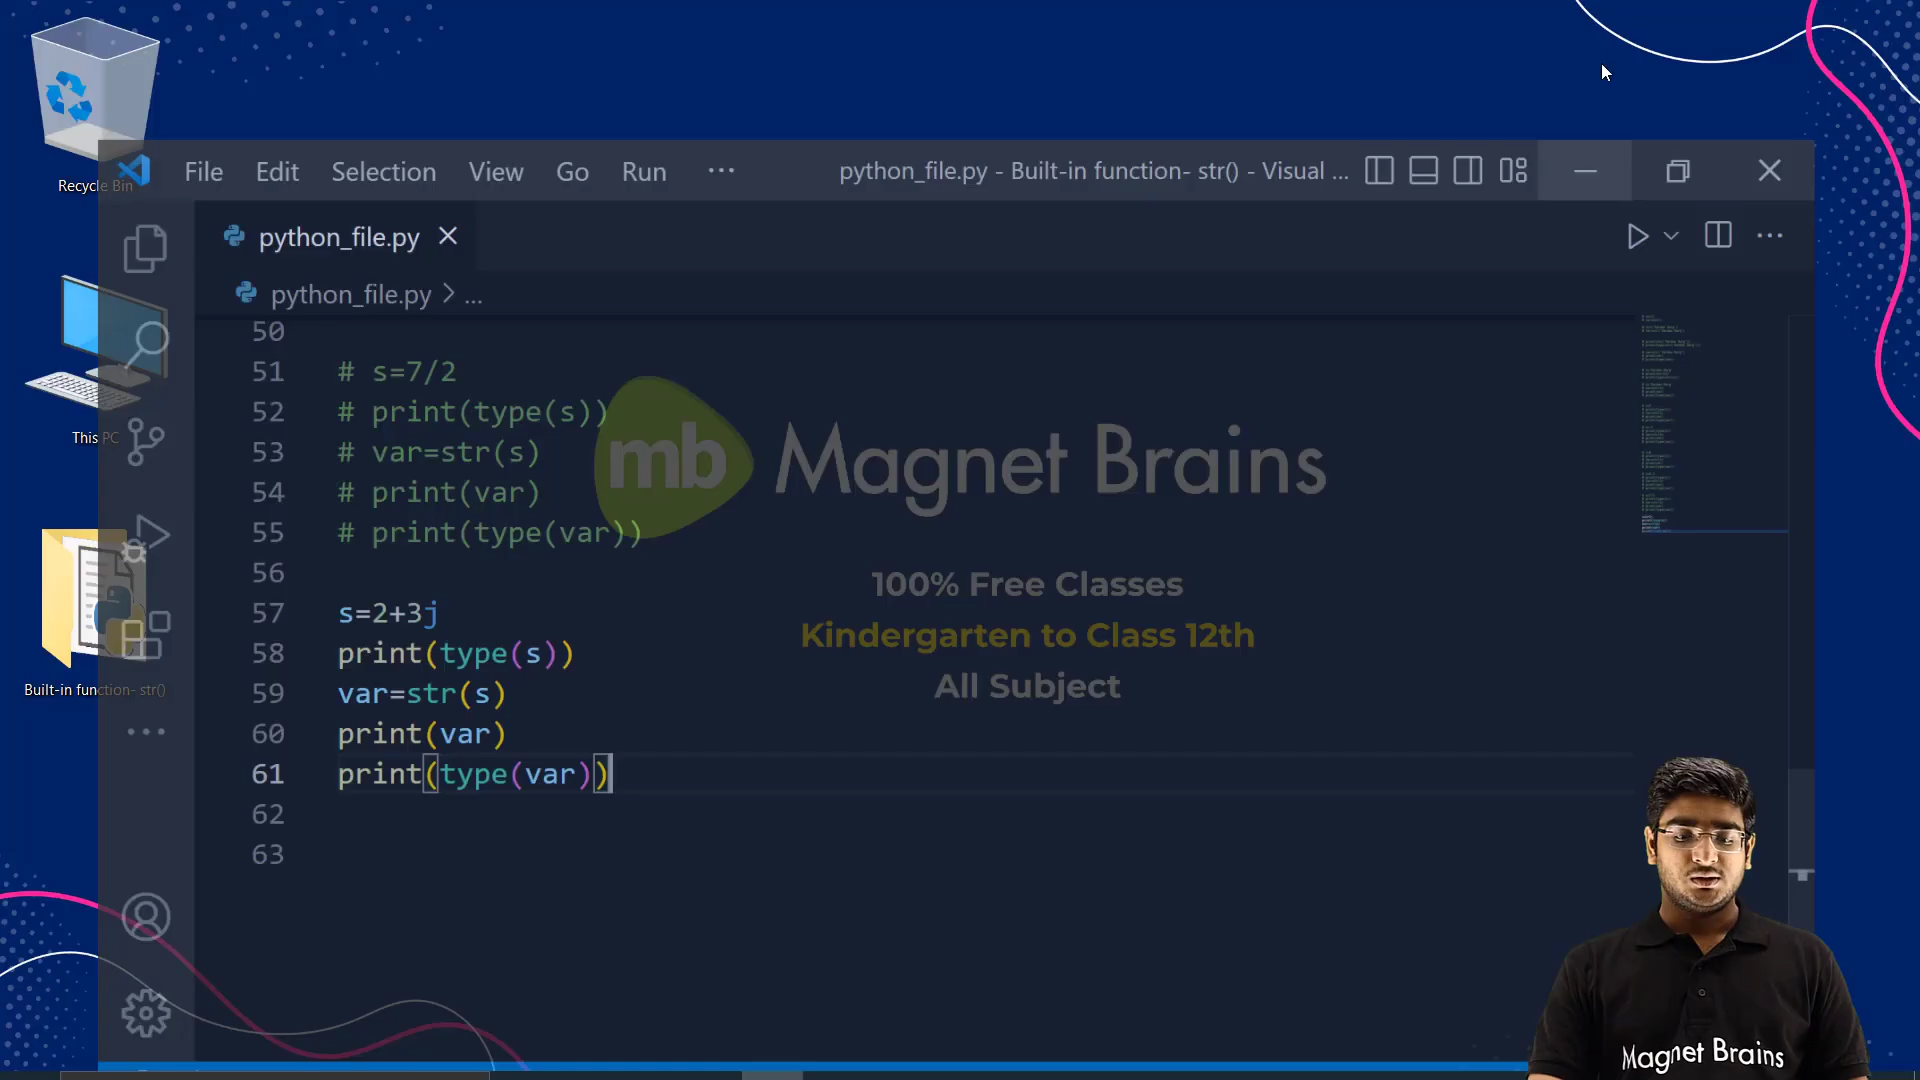 Recycle Bin
This PC
Built-in function- str()
File Edit Selection View Go Run ...
python_file.py - Built-in function- str() - Visual ...
python_file.py
python_file.py > ...
50
51 # s=7/2
52 # print(type(s))
53 # var=str(s)
54 # print(var)
55 # print(type(var))
56
57 s=2+3j
58 print(type(s))
59 var=str(s)
60 print(var)
61 print(type(var))
62
63
mb Magnet Brains
100% Free Classes
Kindergarten to Class 12th
All Subject
Magnet Brains